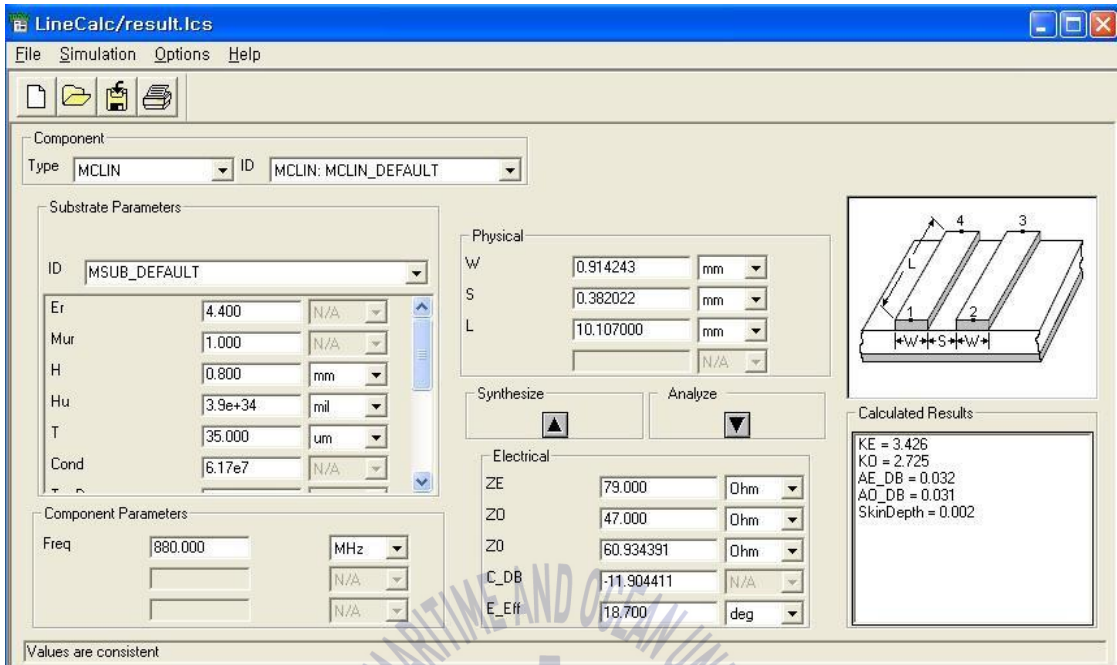 LineCalc/result.lcs
File Simulation Options Help
Component
Type MCLIN ID MCLIN: MCLIN_DEFAULT
Substrate Parameters
ID MSUB_DEFAULT
Er 4.400 N/A
Mur 1.000 N/A
H 0.800 mm
Hu 3.9e+34 mil
T 35.000 um
Cond 6.17e7 N/A
Component Parameters
Freq 880.000 MHz
N/A
N/A
Physical
W 0.914243 mm
S 0.382022 mm
L 10.107000 mm
N/A
Synthesize Analyze
Electrical
ZE 79.000 Ohm
ZO 47.000 Ohm
Z0 60.934391 Ohm
C_DB -11.904411 N/A
E_Eff 18.700 deg
4 3
L
1 2
W S W
Calculated Results
KE = 3.426
KO = 2.725
AE_DB = 0.032
AO_DB = 0.031
SkinDepth = 0.002
Values are consistent
MARITIME AND OCEAN UNI